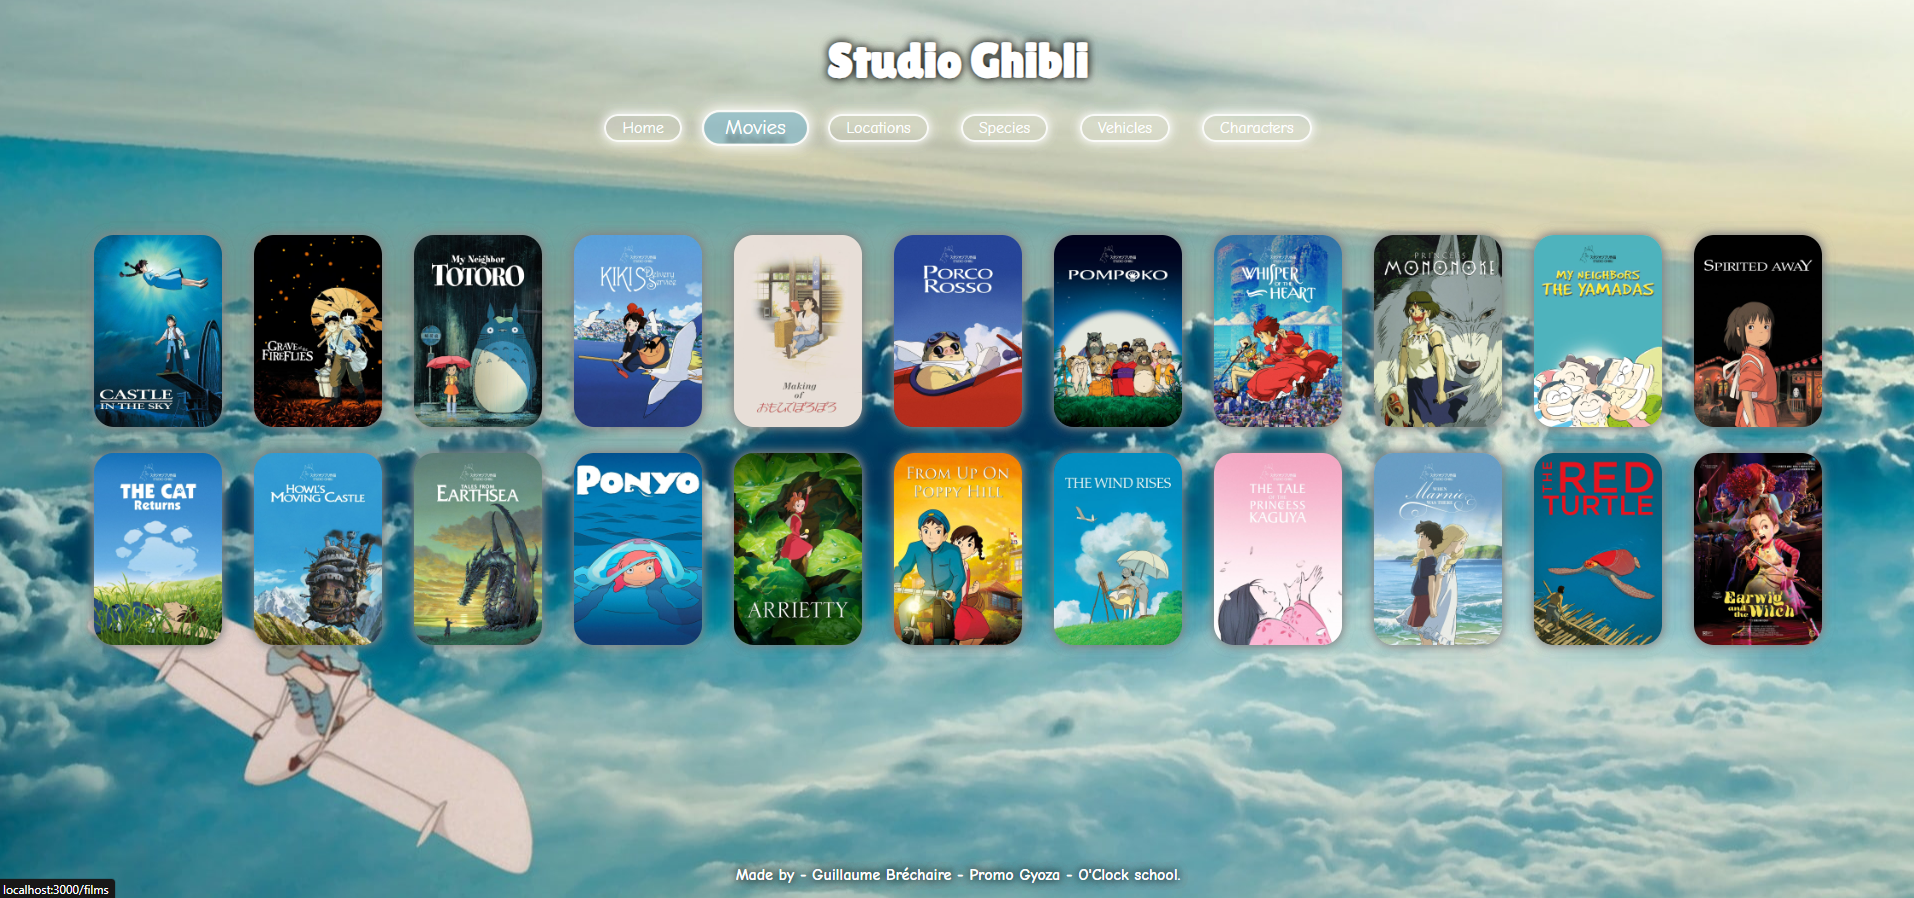 Studio Ghibli
Home
Movies
Locations
Species
Vehicles
Characters
CASTLE
IN THE SKY
GRAVE of the
FIREFLIES
My Neighbor
TOTORO
KIKI'S Delivery
Service
Making
of
おもひでぽろぽろ
PORCO
ROSSO
POMPOKO
WHISPER
OF THE
HEART
PRINCESS
MONONOKE
MY NEIGHBORS
THE YAMADAS
SPIRITED AWAY
THE CAT
Returns
HOWL'S
MOVING CASTLE
TALES FROM
EARTHSEA
PONYO
ARRIETTY
FROM UP ON
POPPY HILL
THE WIND RISES
THE TALE
OF THE
PRINCESS
KAGUYA
WHEN
Marnie
WAS THERE
THE RED
TURTLE
Earwig
and the Witch
Made by - Guillaume Bréchaire - Promo Gyoza - O'Clock school.
localhost:3000/films